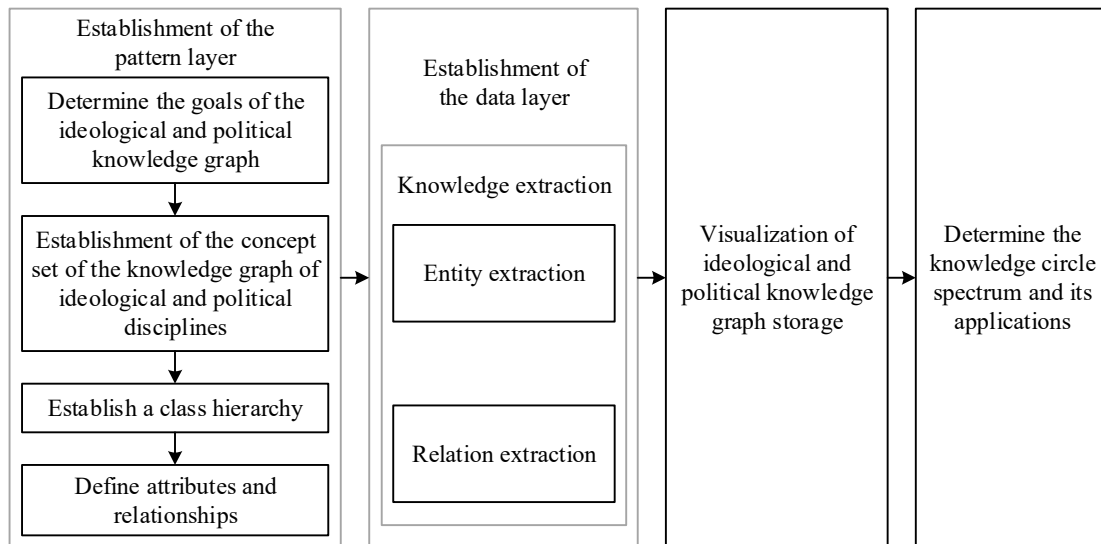 Establishment of the
pattern layer
Determine the goals of the
ideological and political
knowledge graph
Establishment of the concept
set of the knowledge graph of
ideological and political
disciplines
Establish a class hierarchy
Define attributes and
relationships
Establishment of
the data layer
Knowledge extraction
Entity extraction
Relation extraction
Visualization of
ideological and
political knowledge
graph storage
Determine the
knowledge circle
spectrum and its
applications